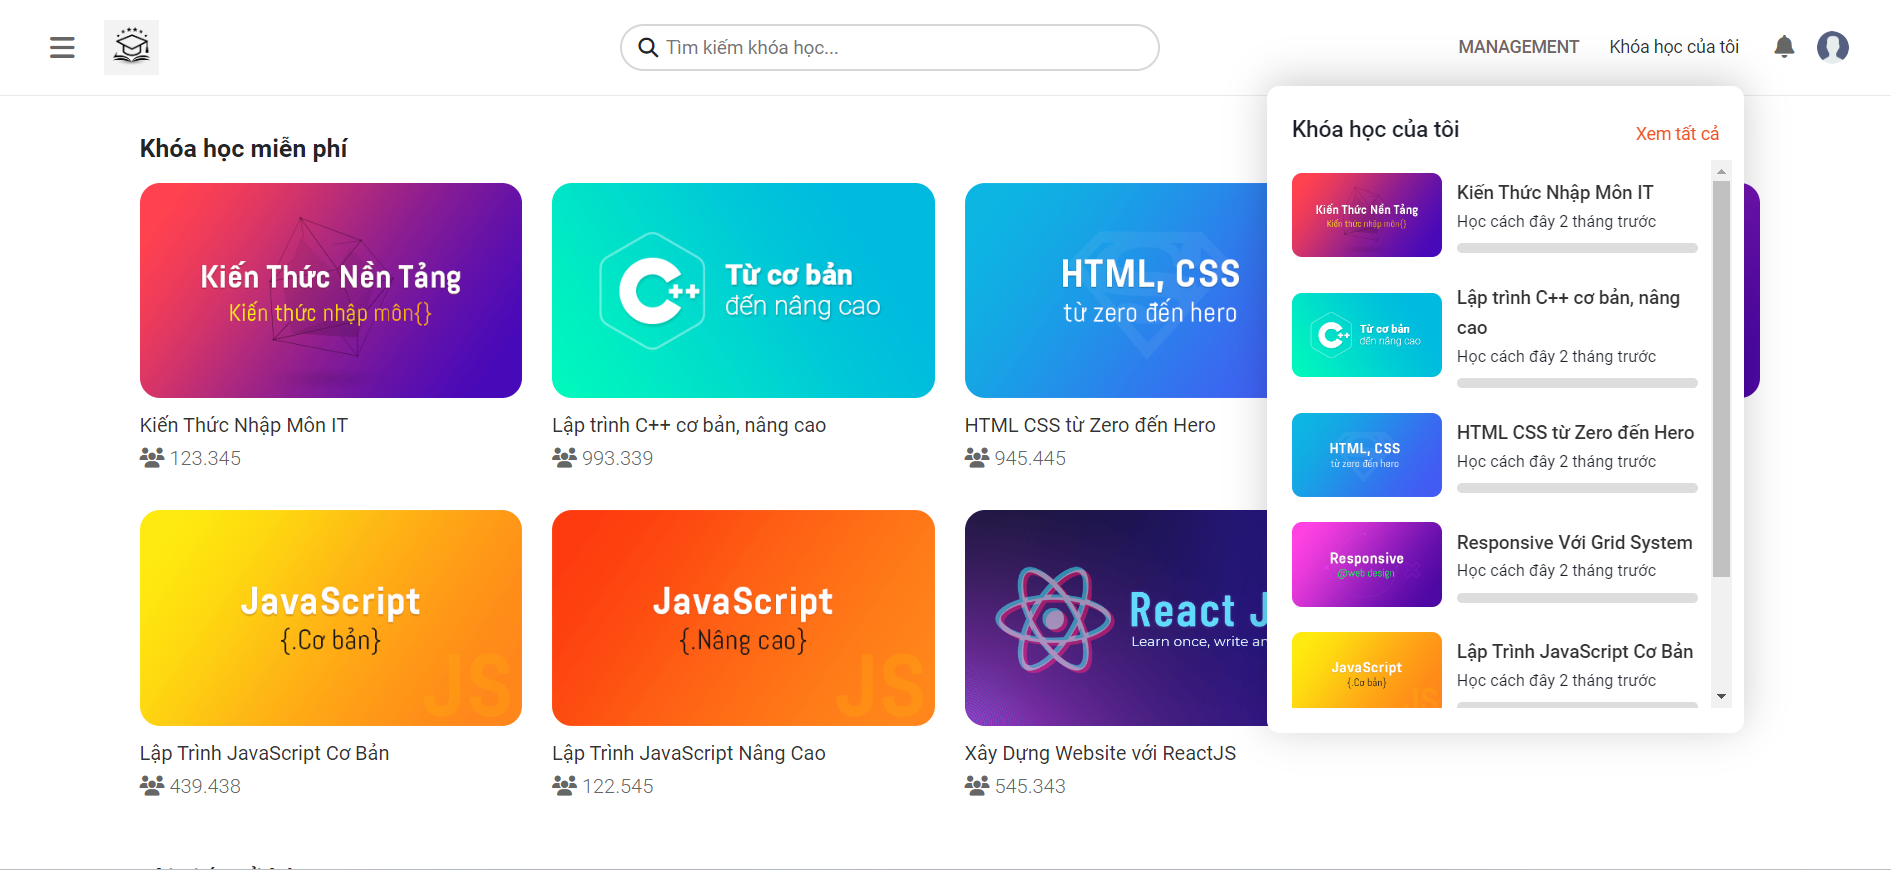 Tìm kiếm khóa học...
MANAGEMENT
Khóa học của tôi
Khóa học miễn phí
Kiến Thức Nền Tảng
Kiến thức nhập môn{}
Kiến Thức Nhập Môn IT
123.345
C++
Từ cơ bản
đến nâng cao
Lập trình C++ cơ bản, nâng cao
993.339
HTML, CSS
từ zero đến hero
HTML CSS từ Zero đến Hero
945.445
JavaScript
{.Cơ bản}
JS
Lập Trình JavaScript Cơ Bản
439.438
JavaScript
{.Nâng cao}
JS
Lập Trình JavaScript Nâng Cao
122.545
React
Learn once, write
Xây Dựng Website với ReactJS
545.343
Khóa học của tôi
Xem tất cả
Kiến Thức Nền Tảng
Kiến thức nhập môn{}
Kiến Thức Nhập Môn IT
Học cách đây 2 tháng trước
C++
Từ cơ bản
đến nâng cao
Lập trình C++ cơ bản, nâng
cao
Học cách đây 2 tháng trước
HTML, CSS
từ zero đến hero
HTML CSS từ Zero đến Hero
Học cách đây 2 tháng trước
Responsive
@web design
Responsive Với Grid System
Học cách đây 2 tháng trước
JavaScript
{.Cơ bản}
JS
Lập Trình JavaScript Cơ Bản
Học cách đây 2 tháng trước